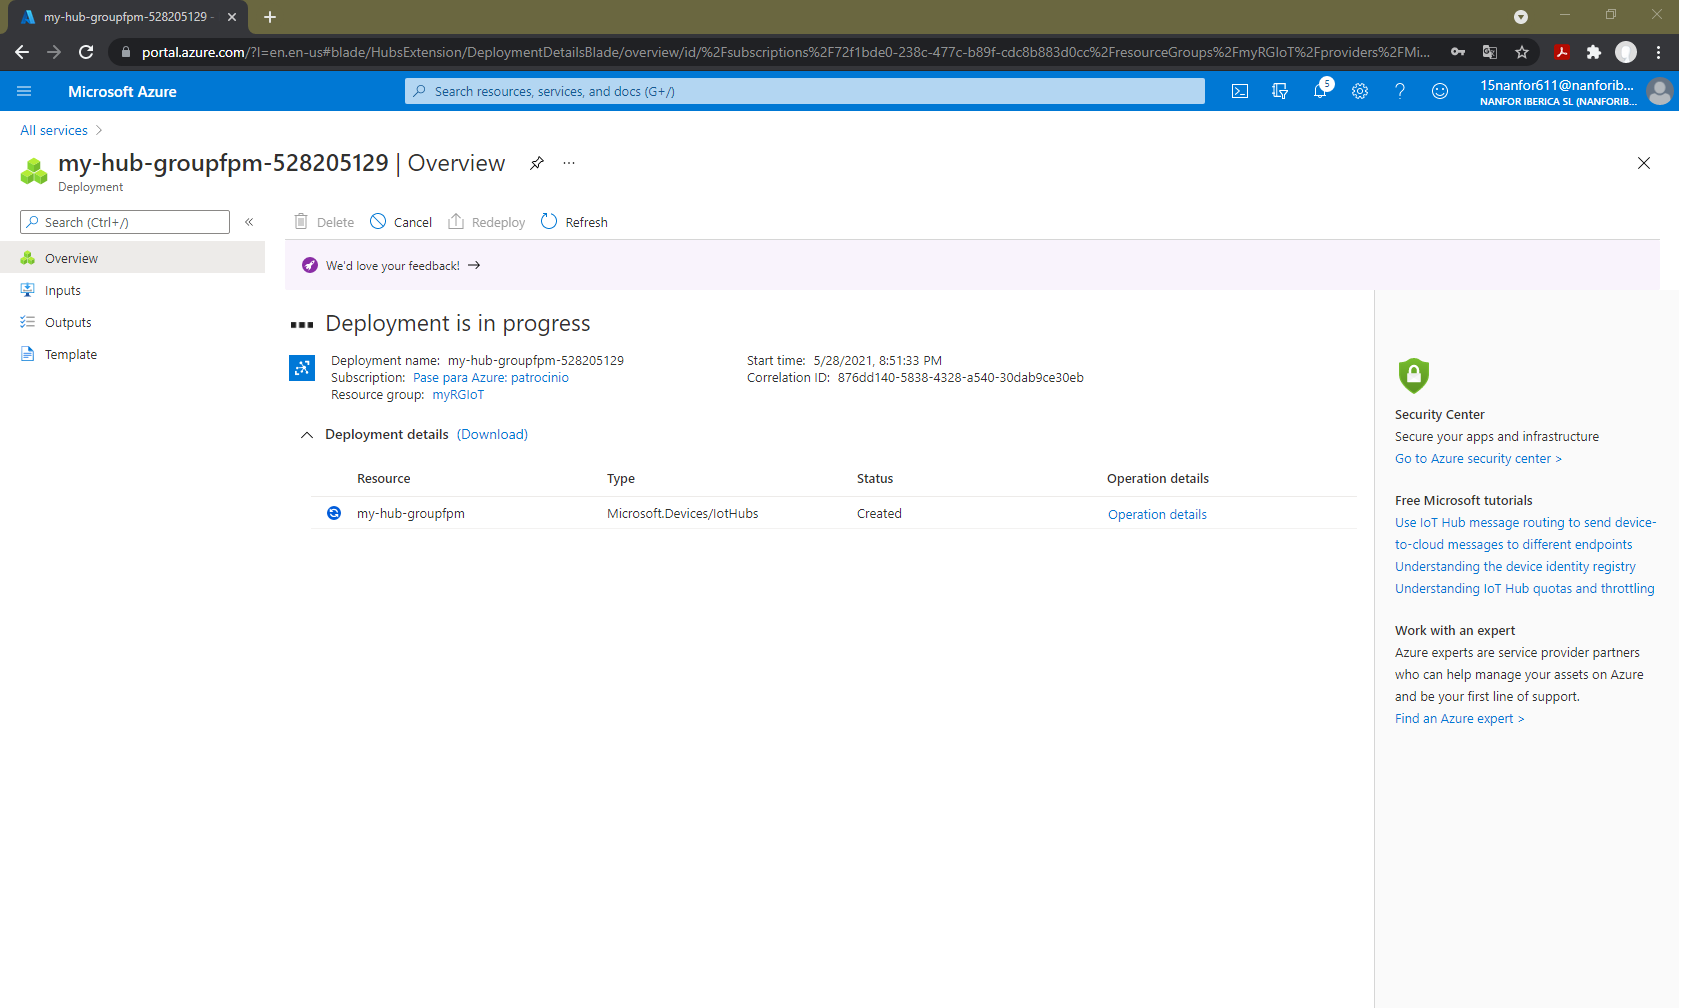 my-hub-groupfpm-528205129 -
portal.azure.com/?l=en.en-us#blade/HubsExtension/DeploymentDetailsBlade/overview/id/%2Fsubscriptions%2F72f1bde0-238c-477c-b89f-cdc8b883d0cc%2FresourceGroups%2FmyRGIoT%2Fproviders%2FMi...
Microsoft Azure
Search resources, services, and docs (G+/)
5
15nanfor611@nanforib...
NANFOR IBERICA SL (NANFORIB...
All services
my-hub-groupfpm-528205129 | Overview
Deployment
Search (Ctrl+/)
Delete
Cancel
Redeploy
Refresh
Overview
Inputs
Outputs
Template
We'd love your feedback!
Deployment is in progress
Deployment name: my-hub-groupfpm-528205129
Subscription: Pase para Azure: patrocinio
Resource group: myRGIoT
Start time: 5/28/2021, 8:51:33 PM
Correlation ID: 876dd140-5838-4328-a540-30dab9ce30eb
Deployment details (Download)
Resource Type Status Operation details
my-hub-groupfpm Microsoft.Devices/IotHubs Created Operation details
Security Center
Secure your apps and infrastructure
Go to Azure security center >
Free Microsoft tutorials
Use IoT Hub message routing to send device-
to-cloud messages to different endpoints
Understanding the device identity registry
Understanding IoT Hub quotas and throttling
Work with an expert
Azure experts are service provider partners
who can help manage your assets on Azure
and be your first line of support.
Find an Azure expert >